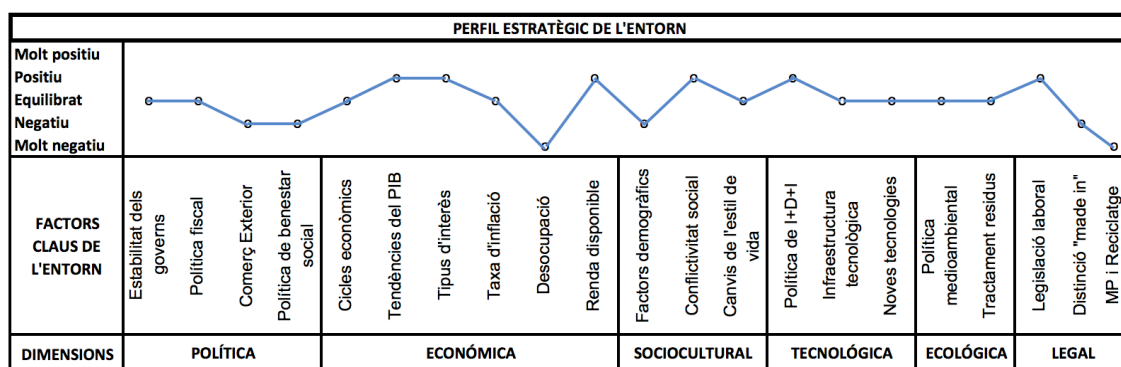 PERFIL ESTRATÈGIC DE L'ENTORN
Molt positiu
Positiu
Equilibrat
Negatiu
Molt negatiu
FACTORS
CLAUS DE
L'ENTORN
Estabilitat dels
governs
Política fiscal
Comerç Exterior
Política de benestar
social
Cicles econòmics
Tendències del PIB
Tipus d'interès
Taxa d'inflació
Desocupació
Renda disponible
Factors demogràfics
Conflictivitat social
Canvis de l'estil de
vida
Política de I+D+I
Infraestructura
tecnològica
Noves tecnologies
Política
medioambiental
Tractament residus
Legislació laboral
Distinció "made in"
MP i Reciclatge
DIMENSIONS
POLÍTICA
ECONÓMICA
SOCIOCULTURAL
TECNOLÓGICA
ECOLÓGICA
LEGAL